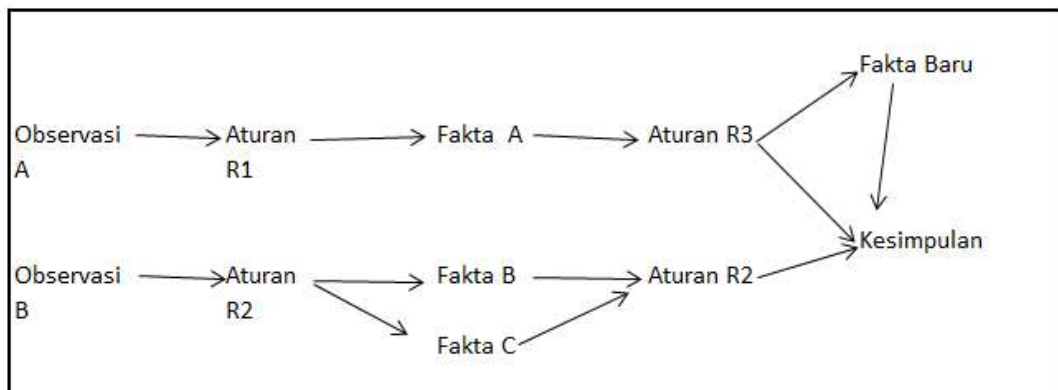 Fakta Baru
Observasi
A
Aturan
R1
Fakta A
Aturan R3
Kesimpulan
Observasi
B
Aturan
R2
Fakta B
Aturan R2
Fakta C